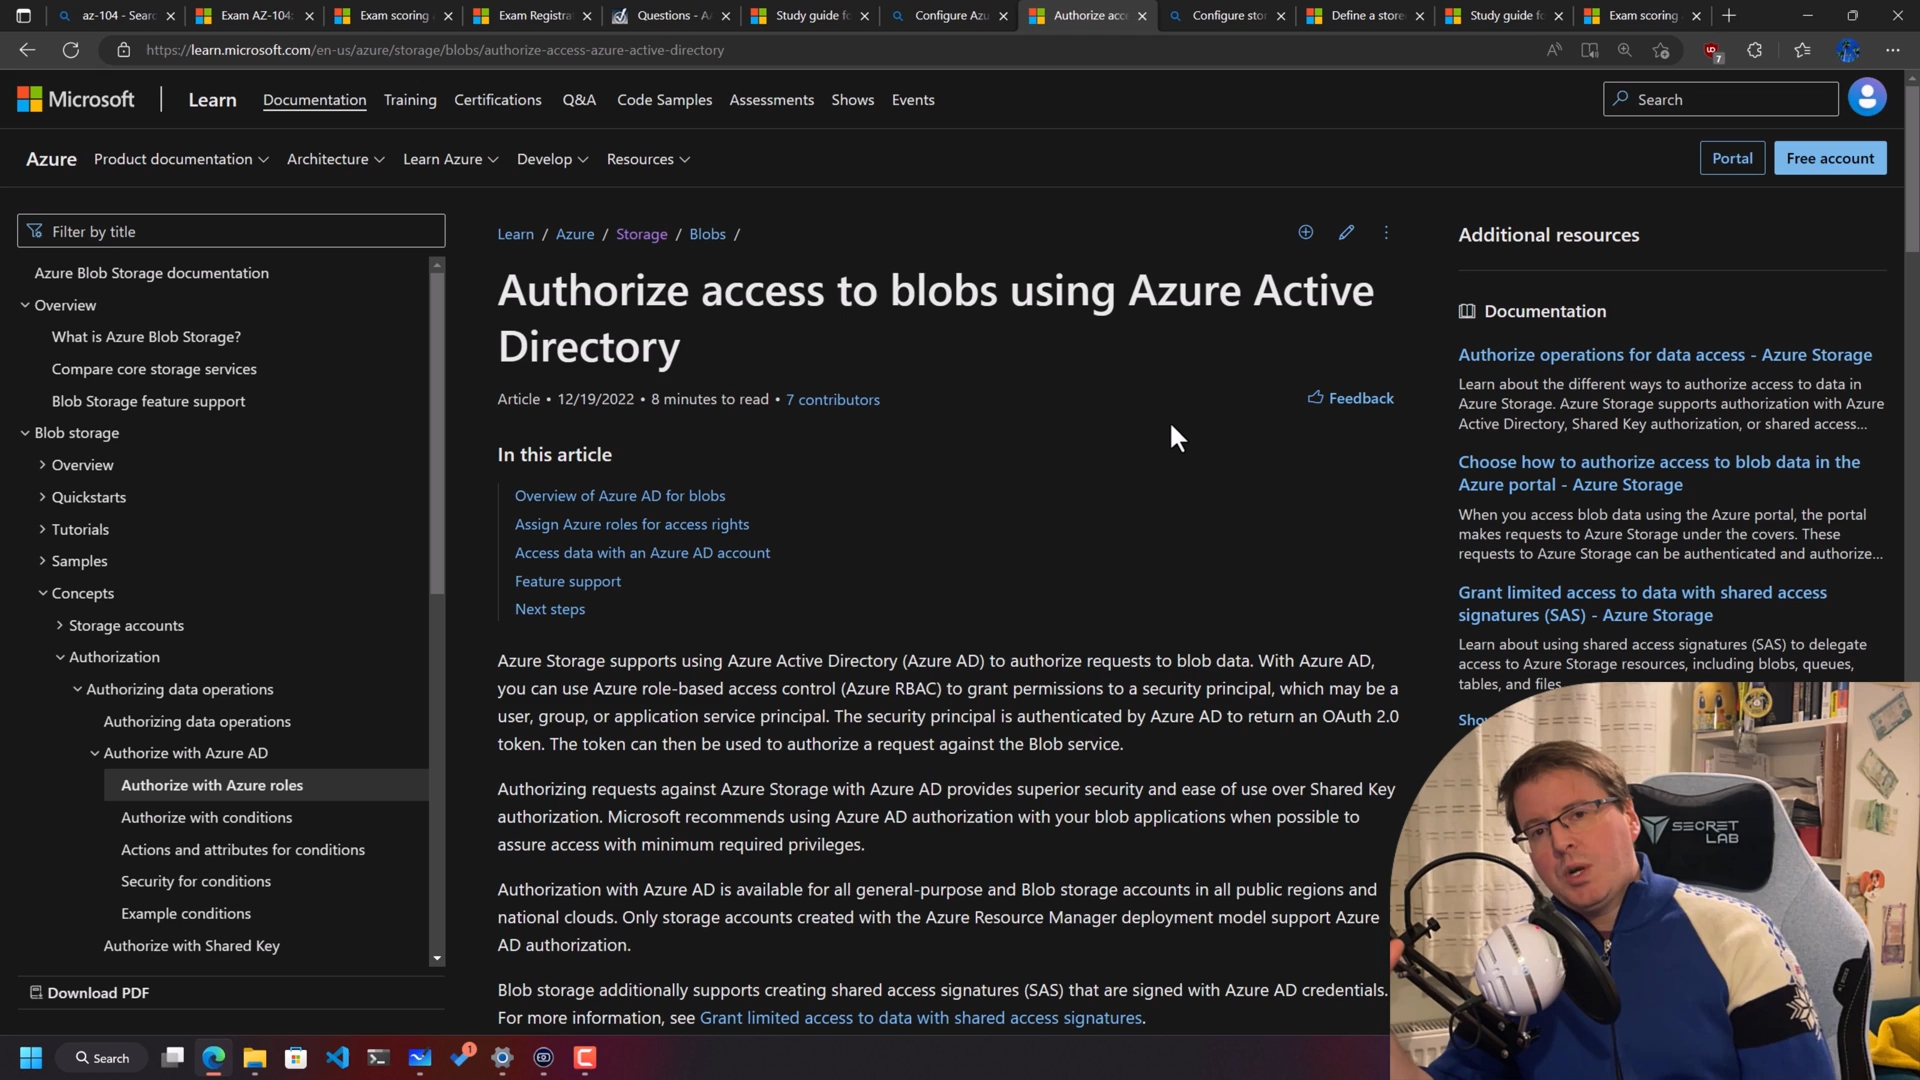 az-104 - Sear
Exam AZ-104:
Exam scoring
Exam Registra
Questions - A
Study guide fo
Configure Azu
Authorize acce
Configure stor
Define a store
Study guide fo
Exam scoring
https://learn.microsoft.com/en-us/azure/storage/blobs/authorize-access-azure-active-directory
7
Microsoft
Learn
Documentation
Training
Certifications
Q&A
Code Samples
Assessments
Shows
Events
Search
Azure
Product documentation
Architecture
Learn Azure
Develop
Resources
Portal
Free account
Filter by title
Azure Blob Storage documentation
Overview
What is Azure Blob Storage?
Compare core storage services
Blob Storage feature support
Blob storage
Overview
Quickstarts
Tutorials
Samples
Concepts
Storage accounts
Authorization
Authorizing data operations
Authorizing data operations
Authorize with Azure AD
Authorize with Azure roles
Authorize with conditions
Actions and attributes for conditions
Security for conditions
Example conditions
Authorize with Shared Key
Download PDF
Learn / Azure / Storage / Blobs /
Authorize access to blobs using Azure Active
Directory
Article • 12/19/2022 • 8 minutes to read • 7 contributors
Feedback
In this article
Overview of Azure AD for blobs
Assign Azure roles for access rights
Access data with an Azure AD account
Feature support
Next steps
Azure Storage supports using Azure Active Directory (Azure AD) to authorize requests to blob data. With Azure AD,
you can use Azure role-based access control (Azure RBAC) to grant permissions to a security principal, which may be a
user, group, or application service principal. The security principal is authenticated by Azure AD to return an OAuth 2.0
token. The token can then be used to authorize a request against the Blob service.
Authorizing requests against Azure Storage with Azure AD provides superior security and ease of use over Shared Key
authorization. Microsoft recommends using Azure AD authorization with your blob applications when possible to
assure access with minimum required privileges.
Authorization with Azure AD is available for all general-purpose and Blob storage accounts in all public regions and
national clouds. Only storage accounts created with the Azure Resource Manager deployment model support Azure
AD authorization.
Blob storage additionally supports creating shared access signatures (SAS) that are signed with Azure AD credentials.
For more information, see Grant limited access to data with shared access signatures.
Additional resources
Documentation
Authorize operations for data access - Azure Storage
Learn about the different ways to authorize access to data in
Azure Storage. Azure Storage supports authorization with Azure
Active Directory, Shared Key authorization, or shared access...
Choose how to authorize access to blob data in the
Azure portal - Azure Storage
When you access blob data using the Azure portal, the portal
makes requests to Azure Storage under the covers. These
requests to Azure Storage can be authenticated and authorize...
Grant limited access to data with shared access
signatures (SAS) - Azure Storage
Learn about using shared access signatures (SAS) to delegate
access to Azure Storage resources, including blobs, queues,
tables, and files.
Sho
SECRET
LAB
Search
1